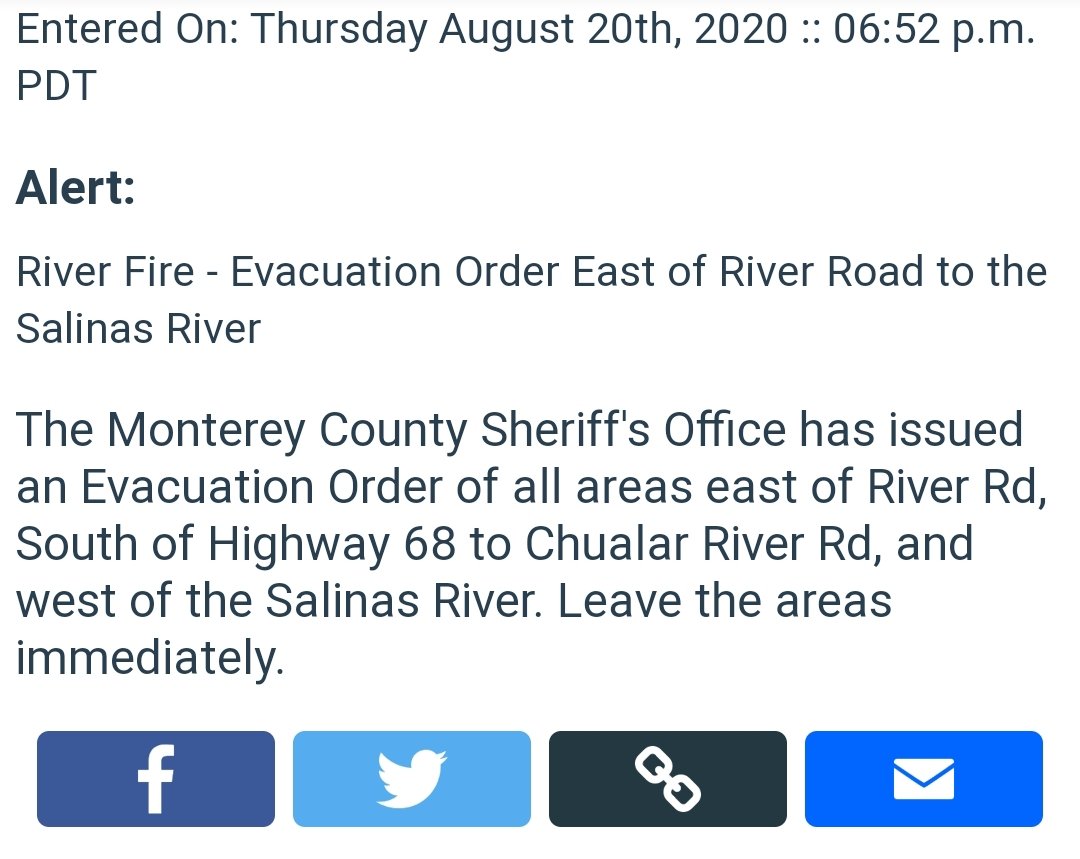 Entered On: Thursday August 20th, 2020 :: 06:52 p.m.
PDT
Alert:
River Fire - Evacuation Order East of River Road to the
Salinas River
The Monterey County Sheriff's Office has issued
an Evacuation Order of all areas east of River Rd,
South of Highway 68 to Chualar River Rd, and
west of the Salinas River. Leave the areas
immediately.